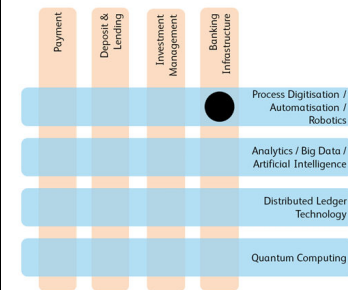 Payment
Deposit &
Lending
Investment
Management
Banking
Infrastructure
Process Digitisation /
Automatisation /
Robotics
Analytics / Big Data /
Artificial Intelligence
Distributed Ledger
Technology
Quantum Computing